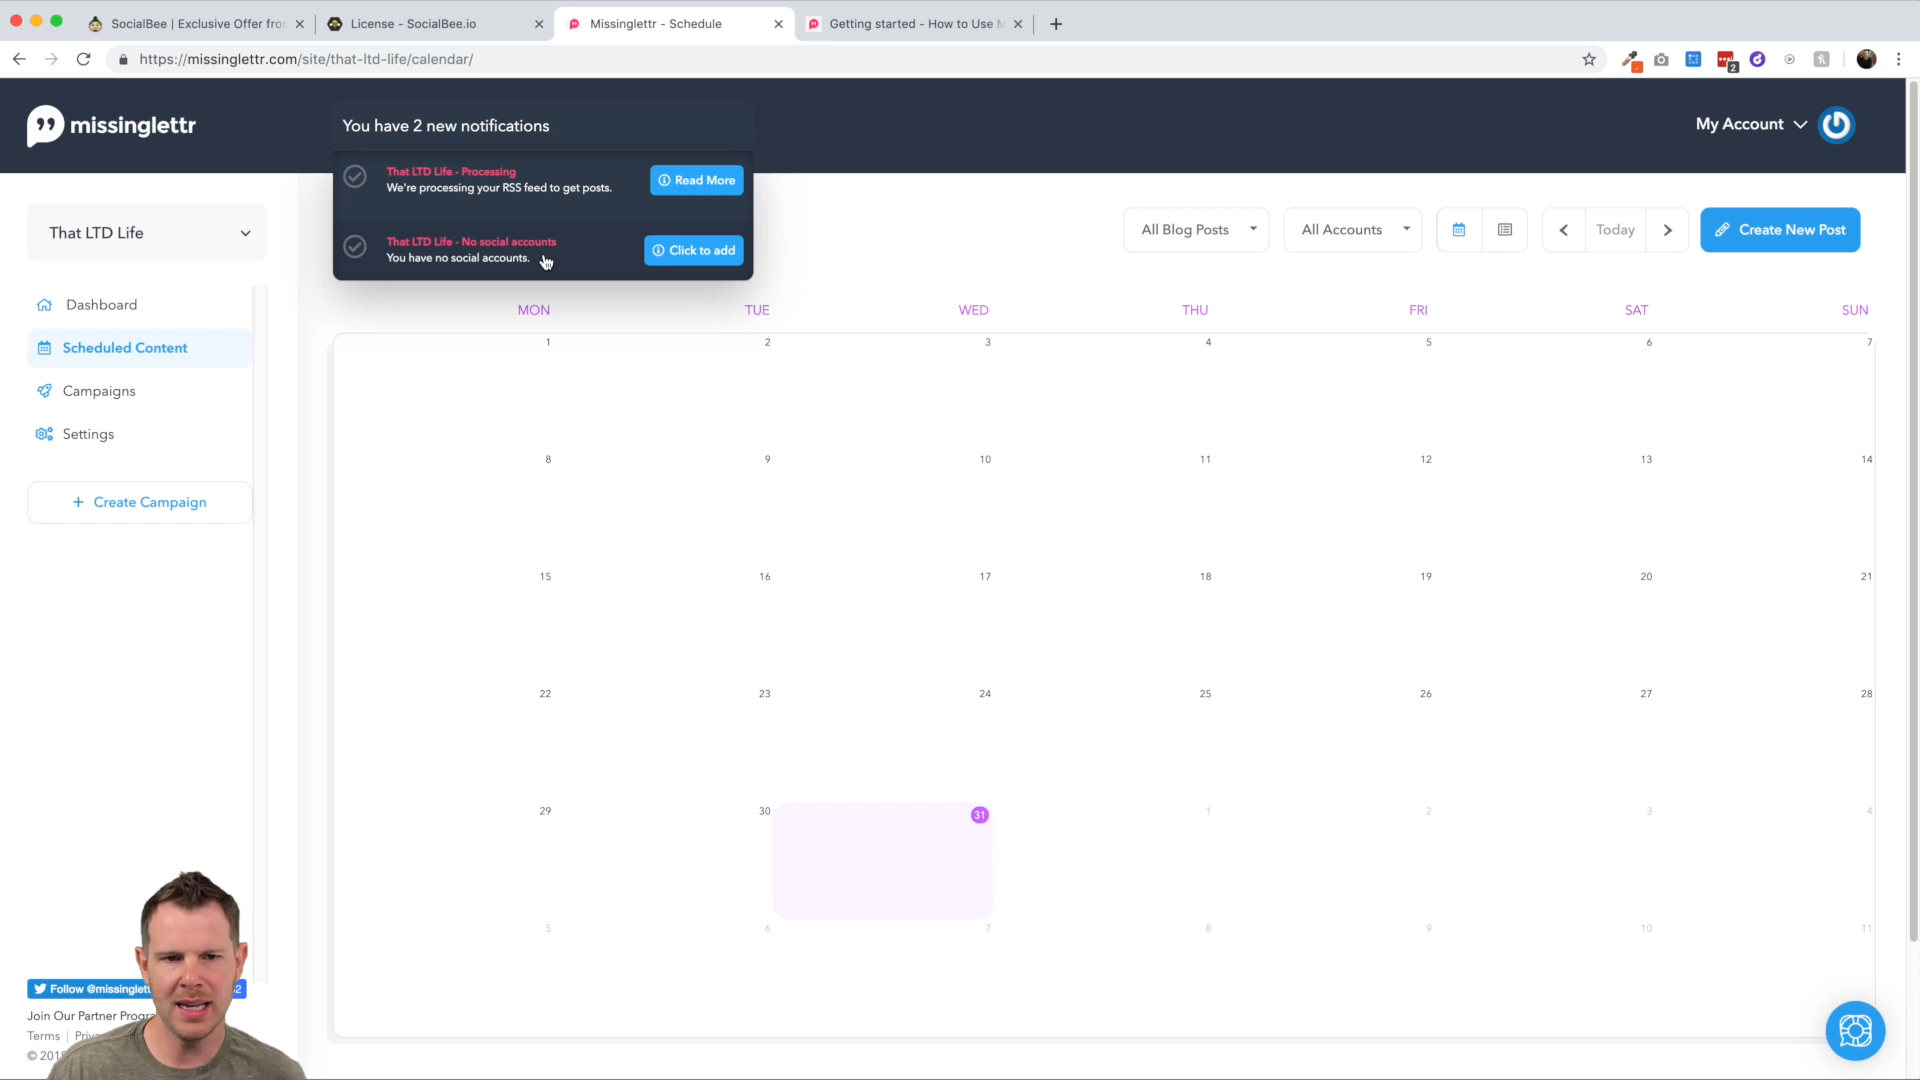 SocialBee | Exclusive Offer from
License - SocialBee.io
Missinglettr - Schedule
Getting started - How to Use M
https://missinglettr.com/site/that-ltd-life/calendar/
2
missinglettr
You have 2 new notifications
My Account
That LTD Life - Processing
We're processing your RSS feed to get posts.
Read More
That LTD Life - No social accounts
You have no social accounts.
Click to add
That LTD Life
All Blog Posts
All Accounts
Today
Create New Post
Dashboard
Scheduled Content
Campaigns
Settings
+ Create Campaign
MON TUE WED THU FRI SAT SUN
1 2 3 4 5 6 7
8 9 10 11 12 13 14
15 16 17 18 19 20 21
22 23 24 25 26 27 28
29 30 31 1 2 3 4
5 6 7 8 9 10 11
Follow @missinglett
Join Our Partner Progra
Terms |